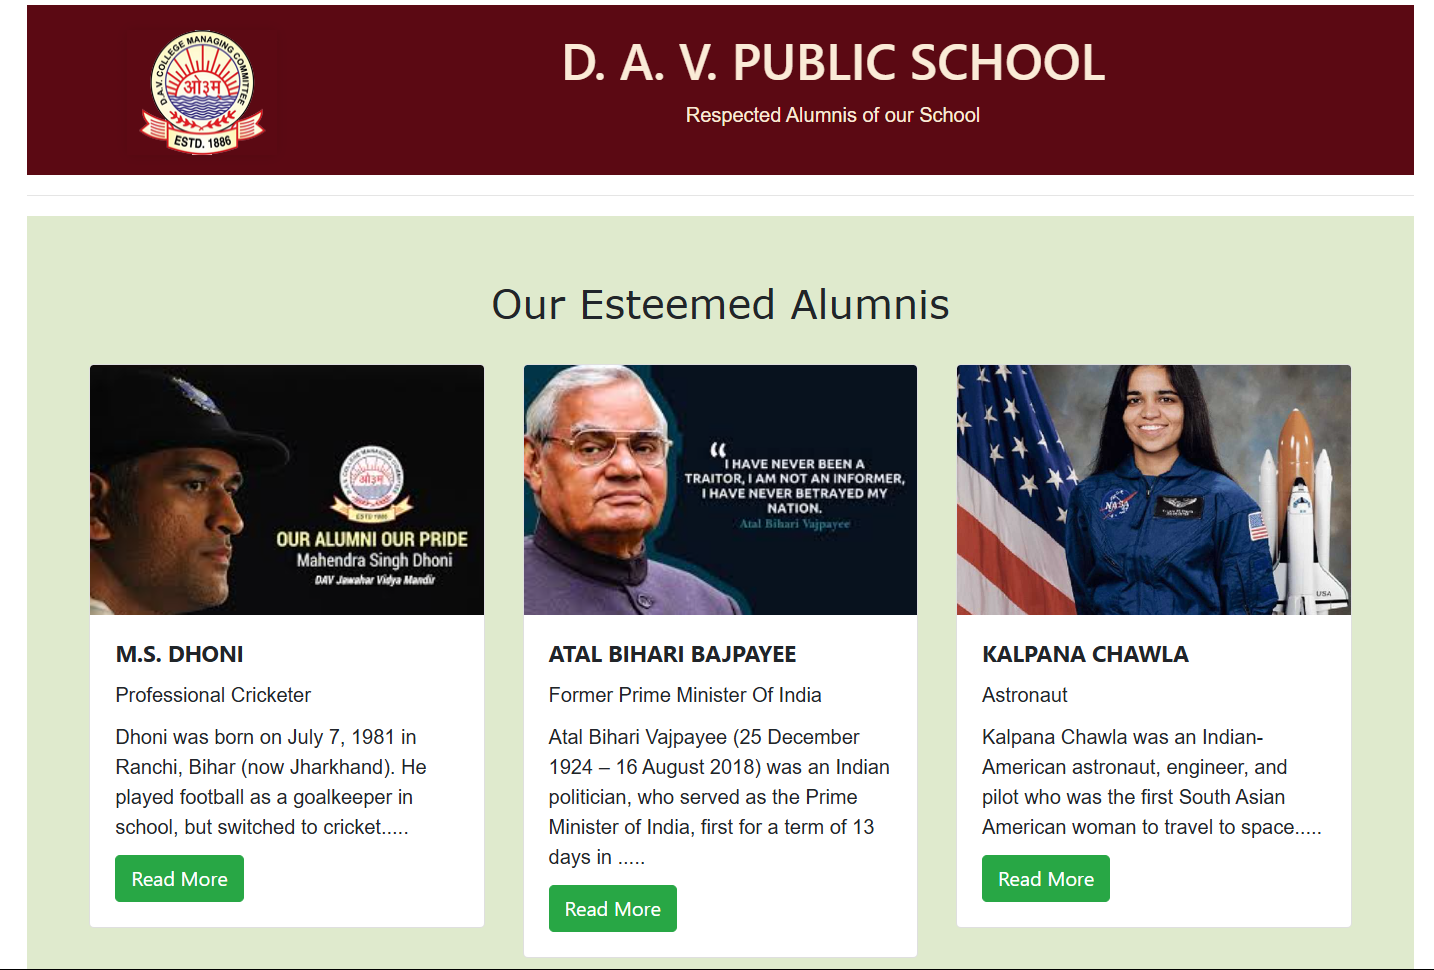 D.A.V. COLLEGE MANAGING COMMITTEE
ओ३म्
ESTD. 1886
D. A. V. PUBLIC SCHOOL
Respected Alumnis of our School
Our Esteemed Alumnis
D.A.V. COLLEGE MANAGING COMMITTEE
ओ३म्
ESTD 1886
OUR ALUMNI OUR PRIDE
Mahendra Singh Dhoni
DAV Jawahar Vidya Mandir
M.S. DHONI
Professional Cricketer
Dhoni was born on July 7, 1981 in
Ranchi, Bihar (now Jharkhand). He
played football as a goalkeeper in
school, but switched to cricket.....
Read More
“I HAVE NEVER BEEN A
TRAITOR, I AM NOT AN INFORMER,
I HAVE NEVER BETRAYED MY
NATION.
Atal Bihari Vajpayee
ATAL BIHARI BAJPAYEE
Former Prime Minister Of India
Atal Bihari Vajpayee (25 December
1924 – 16 August 2018) was an Indian
politician, who served as the Prime
Minister of India, first for a term of 13
days in .....
Read More
NASA
USA
KALPANA CHAWLA
Astronaut
Kalpana Chawla was an Indian-
American astronaut, engineer, and
pilot who was the first South Asian
American woman to travel to space.....
Read More